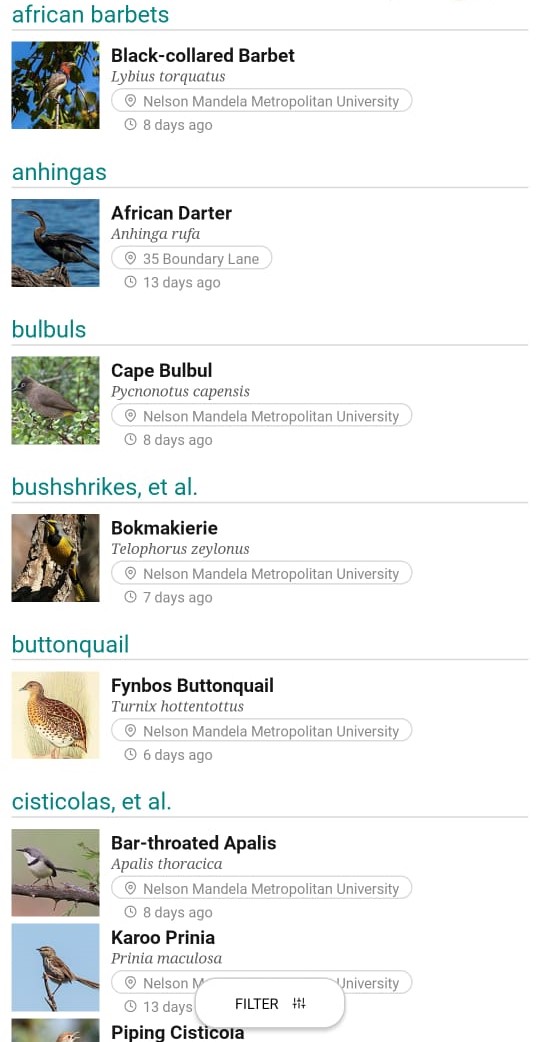 african barbets
Black-collared Barbet
Lybius torquatus
Nelson Mandela Metropolitan University
8 days ago
anhingas
African Darter
Anhinga rufa
35 Boundary Lane
13 days ago
bulbuls
Cape Bulbul
Pycnonotus capensis
Nelson Mandela Metropolitan University
8 days ago
bushshrikes, et al.
Bokmakierie
Telophorus zeylonus
Nelson Mandela Metropolitan University
7 days ago
buttonquail
Fynbos Buttonquail
Turnix hottentottus
Nelson Mandela Metropolitan University
6 days ago
cisticolas, et al.
Bar-throated Apalis
Apalis thoracica
Nelson Mandela Metropolitan University
8 days ago
Karoo Prinia
Prinia maculosa
Nelson University
13 days
FILTER
Piping Cisticola